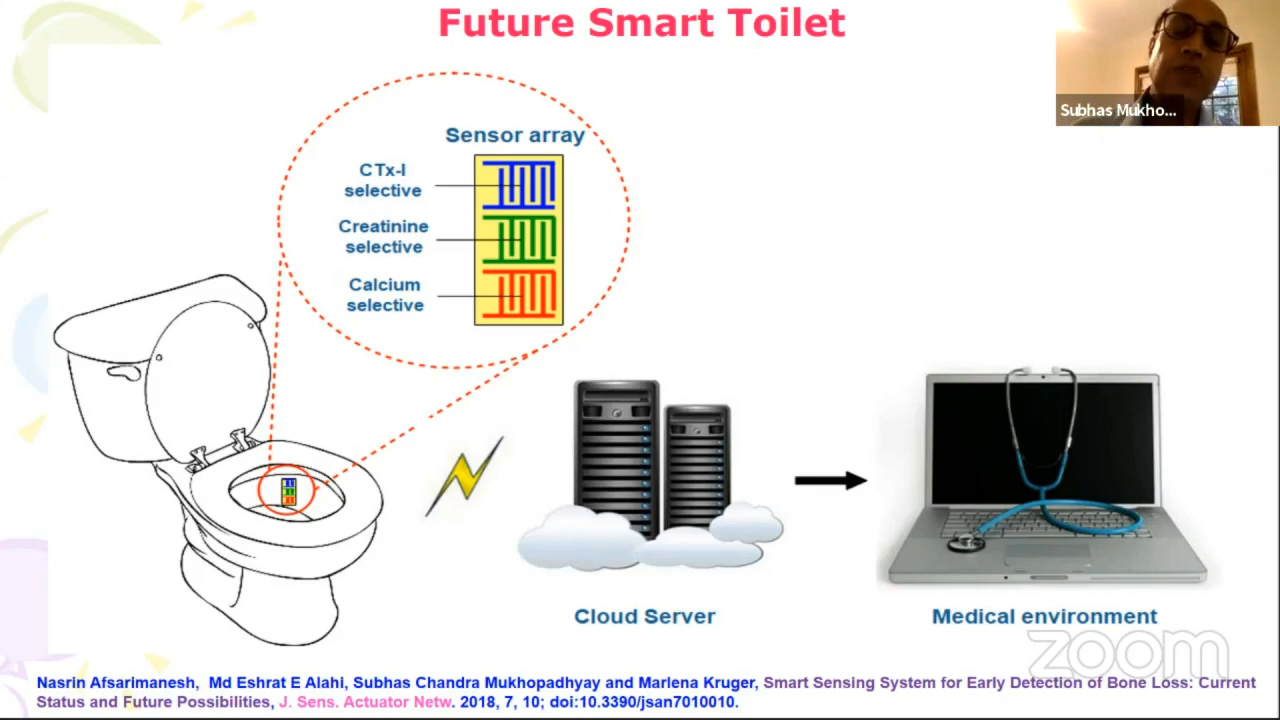 Future Smart Toilet
Subhas Mukho...
Sensor array
CTx-I
selective
Creatinine
selective
Calcium
selective
Cloud Server
Medical environment
zoom
Nasrin Afsarimanesh, Md Eshrat E Alahi, Subhas Chandra Mukhopadhyay and Marlena Kruger, Smart Sensing System for Early Detection of Bone Loss: Current
Status and Future Possibilities, J. Sens. Actuator Netw. 2018, 7, 10; doi:10.3390/jsan7010010.